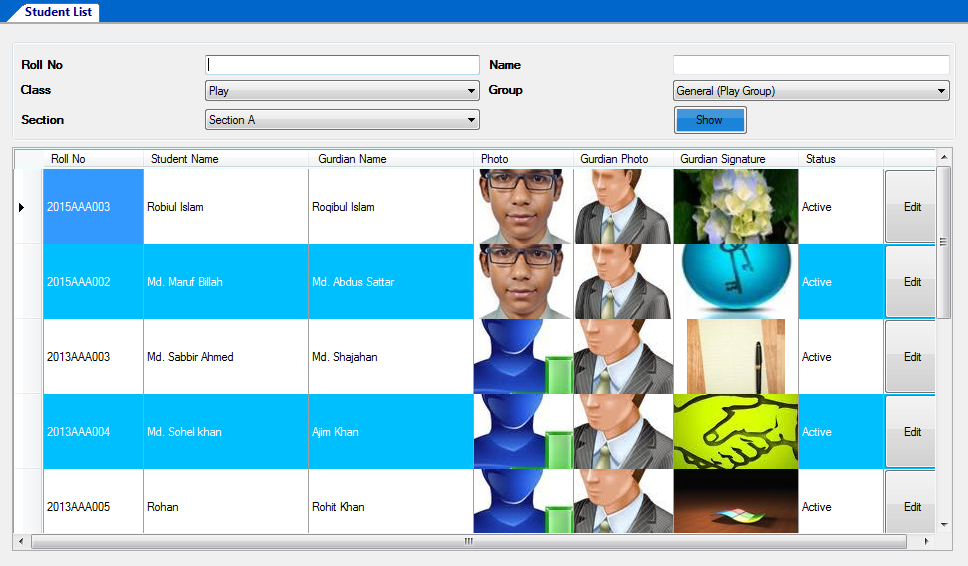 Student List
Roll No
Name
Class Play
Group General (Play Group)
Section Section A
Show
Roll No Student Name Gurdian Name Photo Gurdian Photo Gurdian Signature Status
2015AAA003 Robiul Islam Roqibul Islam Active Edit
2015AAA002 Md. Maruf Billah Md. Abdus Sattar Active Edit
2013AAA003 Md. Sabbir Ahmed Md. Shajahan Active Edit
2013AAA004 Md. Sohel khan Ajim Khan Active Edit
2013AAA005 Rohan Rohit Khan Active Edit